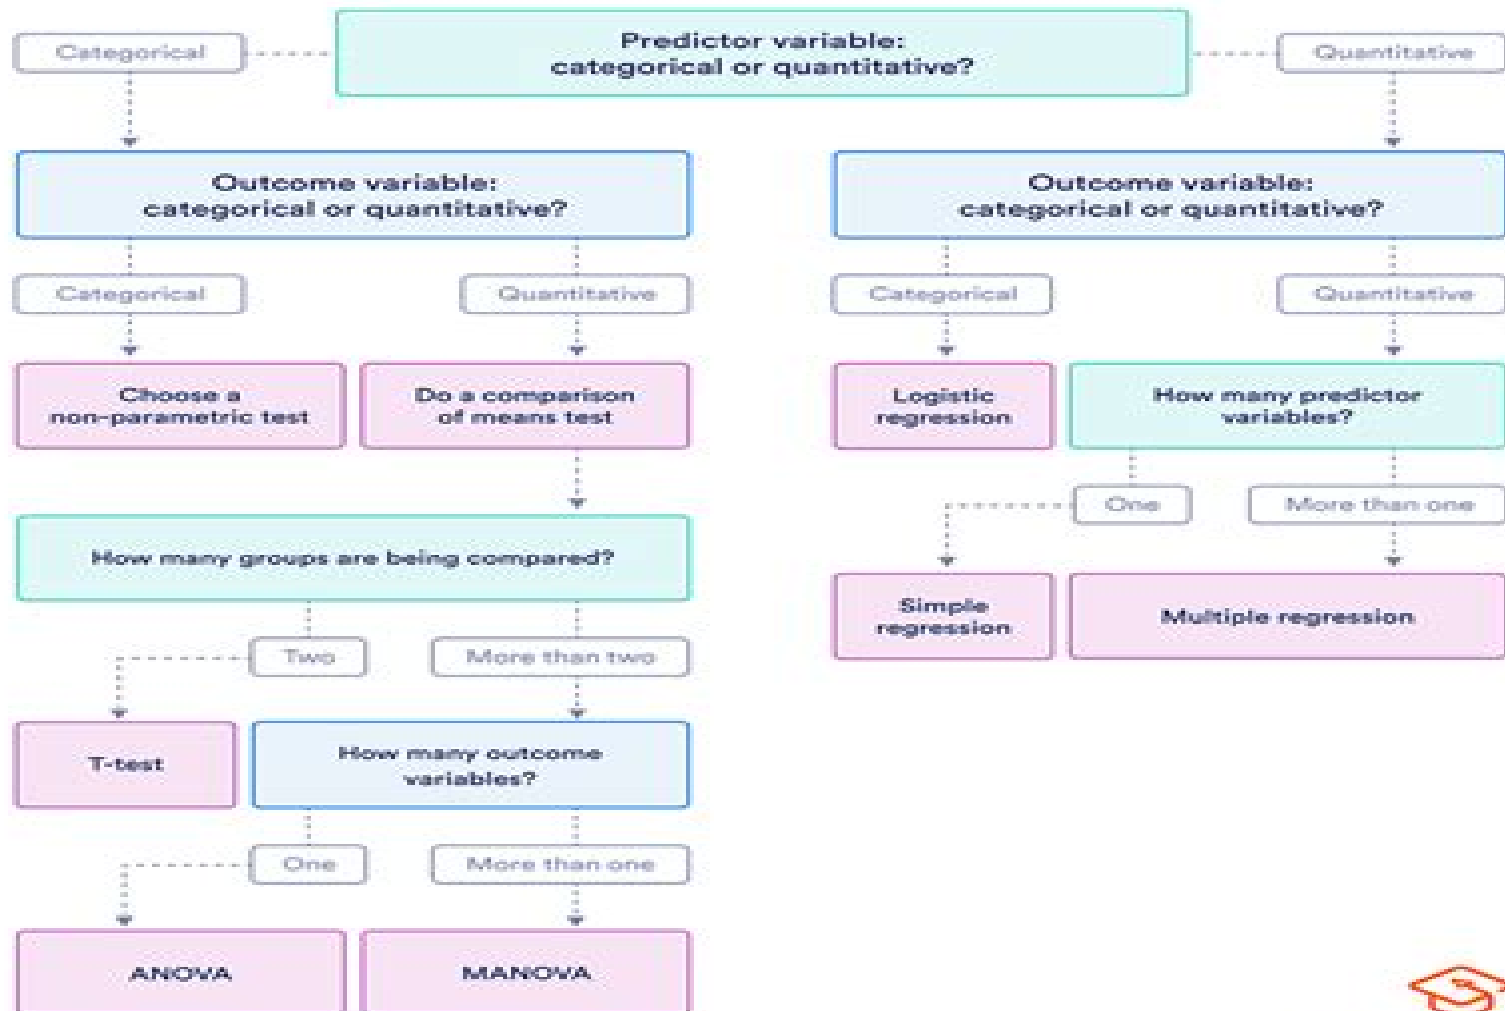 Predictor variable:
categorical or quantitative?
Categorical
Quantitative
Outcome variable:
categorical or quantitative?
Categorical
Quantitative
Choose a
non-parametric test
Do a comparison
of means test
How many groups are being compared?
Two
More than two
T-test
How many outcome
variables?
One
More than one
ANOVA
MANOVA
Outcome variable:
categorical or quantitative?
Categorical
Quantitative
Logistic
regression
How many predictor
variables?
One
More than one
Simple
regression
Multiple regression